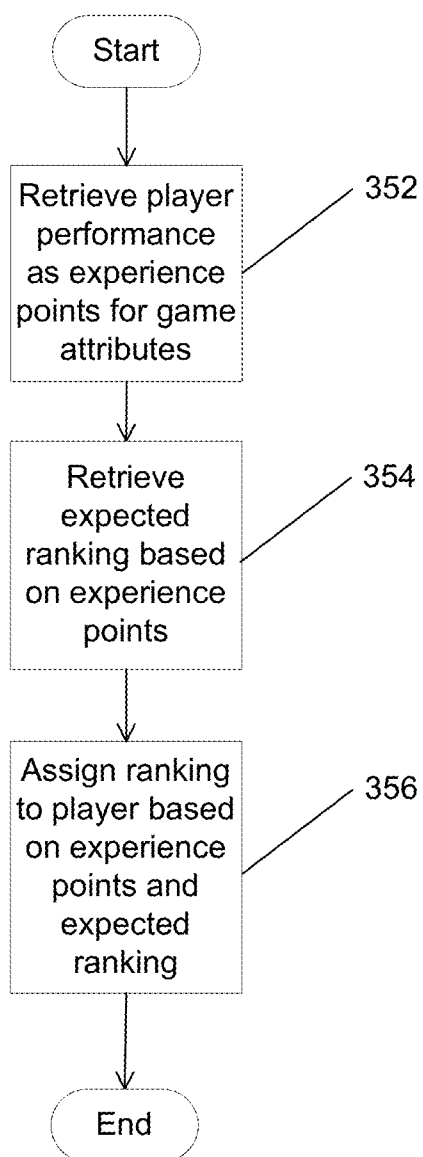 Start
Retrieve player
performance
as experience
points for game
attributes
352
Retrieve
expected
ranking based
on experience
points
354
Assign ranking
to player based
on experience
points and
expected
ranking
356
End